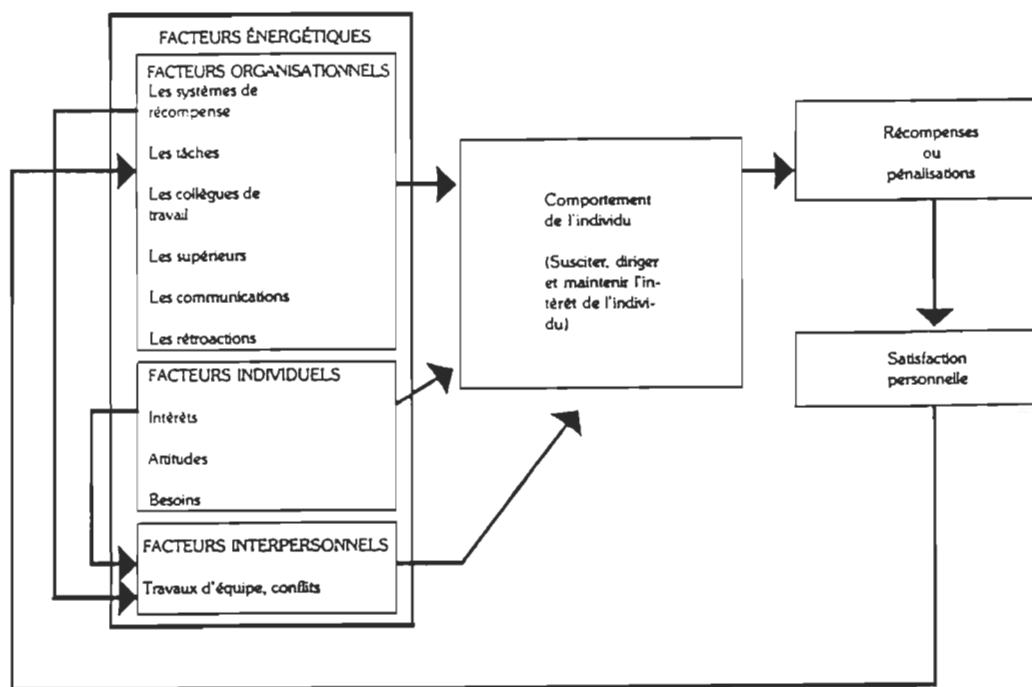 FACTEURS ÉNERGÉTIQUES
FACTEURS ORGANISATIONNELS
Les systèmes de
récompense
Les tâches
Les collègues de
travail
Les supérieurs
Les communications
Les rétroactions
FACTEURS INDIVIDUELS
Intérêts
Attitudes
Besoins
FACTEURS INTERPERSONNELS
Travaux d'équipe, conflits
Comportement
de l'individu
(Susciter, diriger
et maintenir l'in-
térêt de l'indivi-
du)
Récompenses
ou
pénalisations
Satisfaction
personnelle